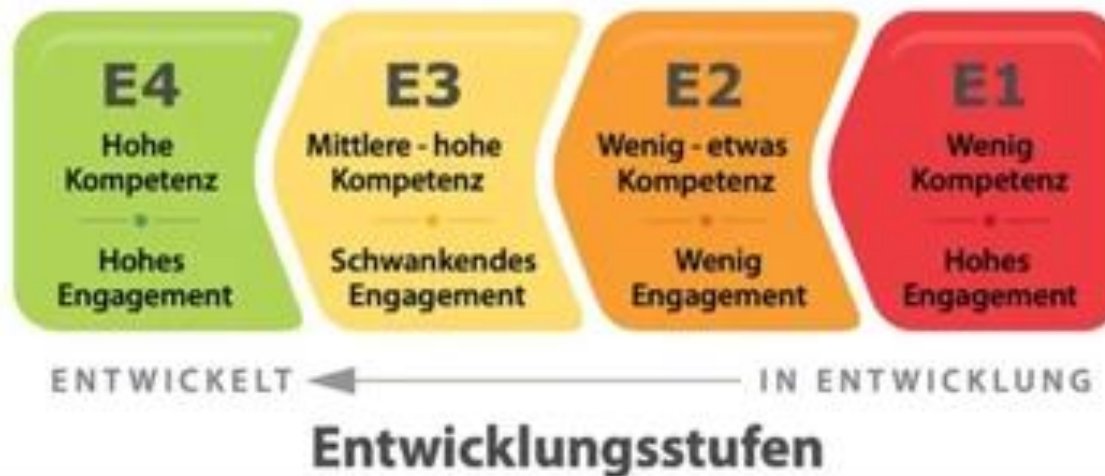 E4
Hohe
Kompetenz
Hohes
Engagement
E3
Mittlere - hohe
Kompetenz
Schwankendes
Engagement
E2
Wenig - etwas
Kompetenz
Wenig
Engagement
E1
Wenig
Kompetenz
Hohes
Engagement
ENTWICKELT
IN ENTWICKLUNG
Entwicklungsstufen